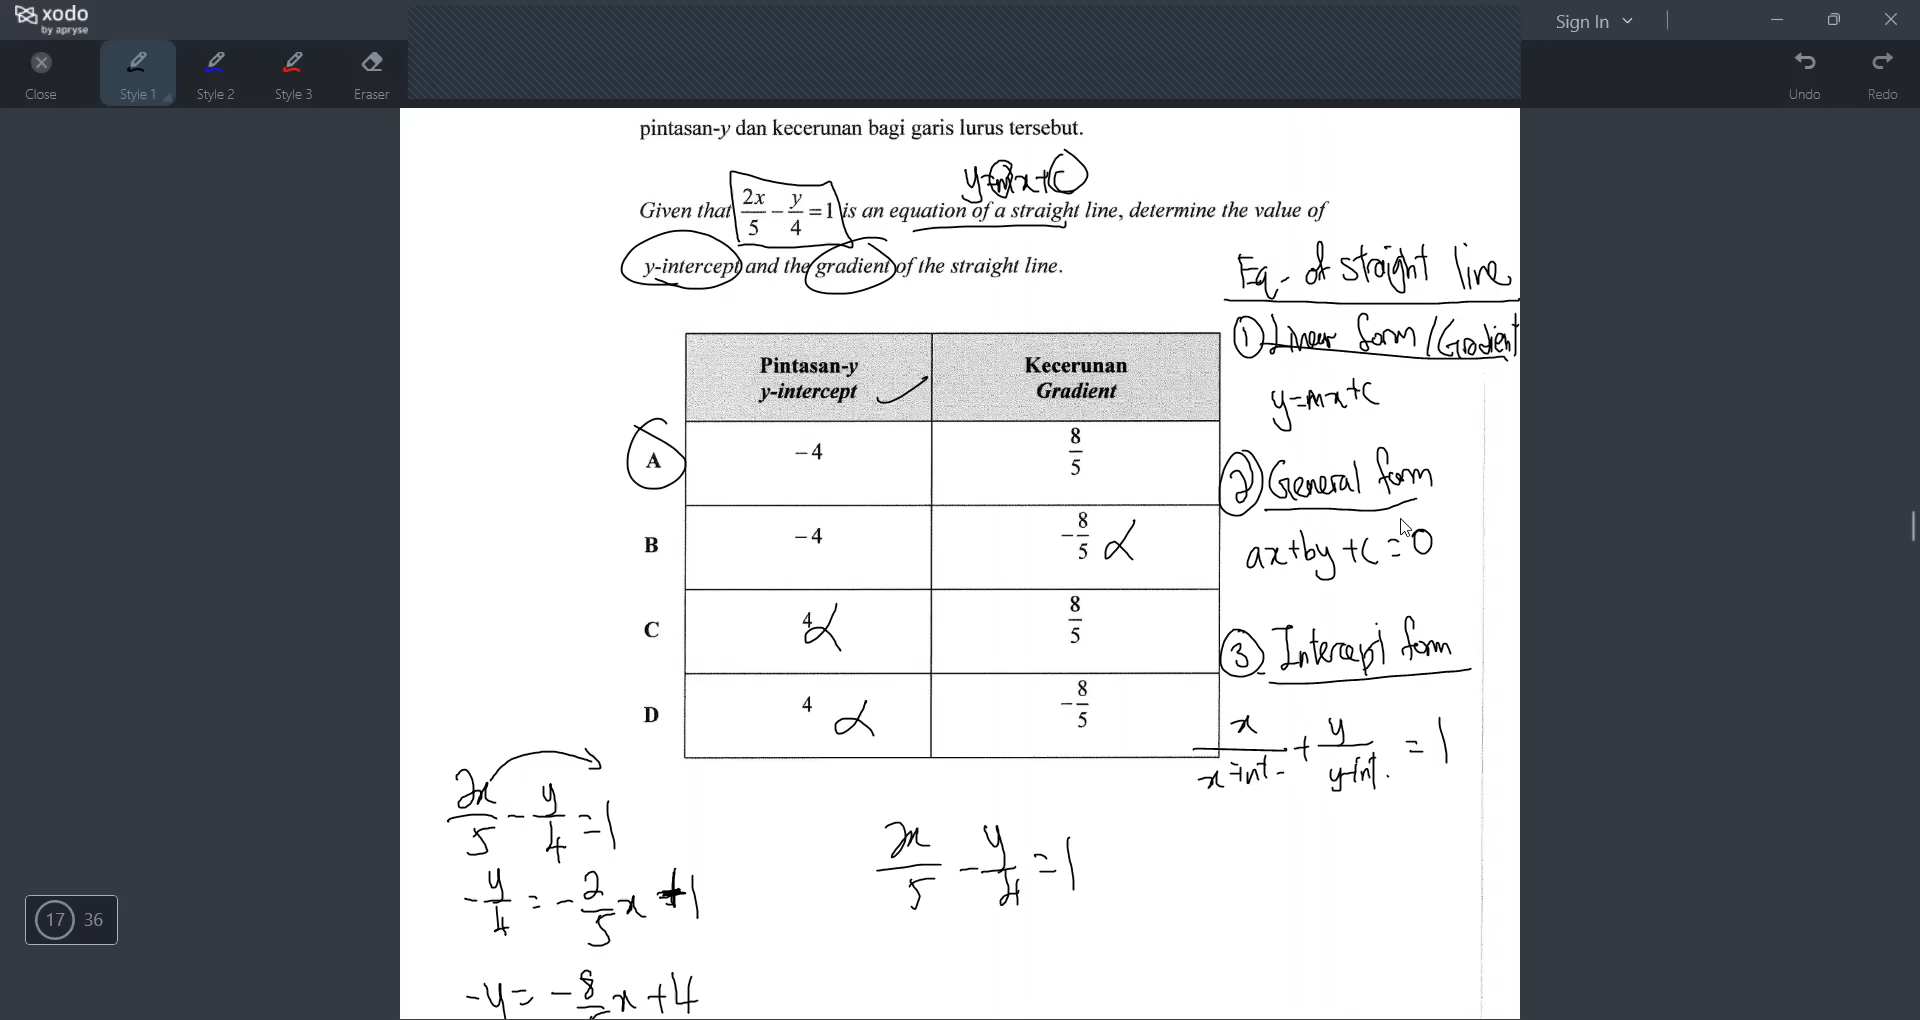 xodo
by apryse
Sign In
Close
Style 1
Style 2
Style 3
Eraser
Undo
Redo
pintasan-y dan kecerunan bagi garis lurus tersebut.
y=mx+c
Given that 2x/5 − y/4 = 1 is an equation of a straight line, determine the value of
y-intercept and the gradient of the straight line.
Pintasan-y
y-intercept
Kecerunan
Gradient
A −4 8/5
B −4 −8/5
C 4 8/5
D 4 −8/5
Eq. of straight line
① Linear form / (Gradient
y=mx+c
② General form
ax+by+c=0
③ Intercept form
x/x-int. + y/y-int. = 1
2x/5 − y/4 = 1
−y/4 = −2/5x + 1
−y = −8/5x + 4
2x/5 − y/4 = 1
17 36